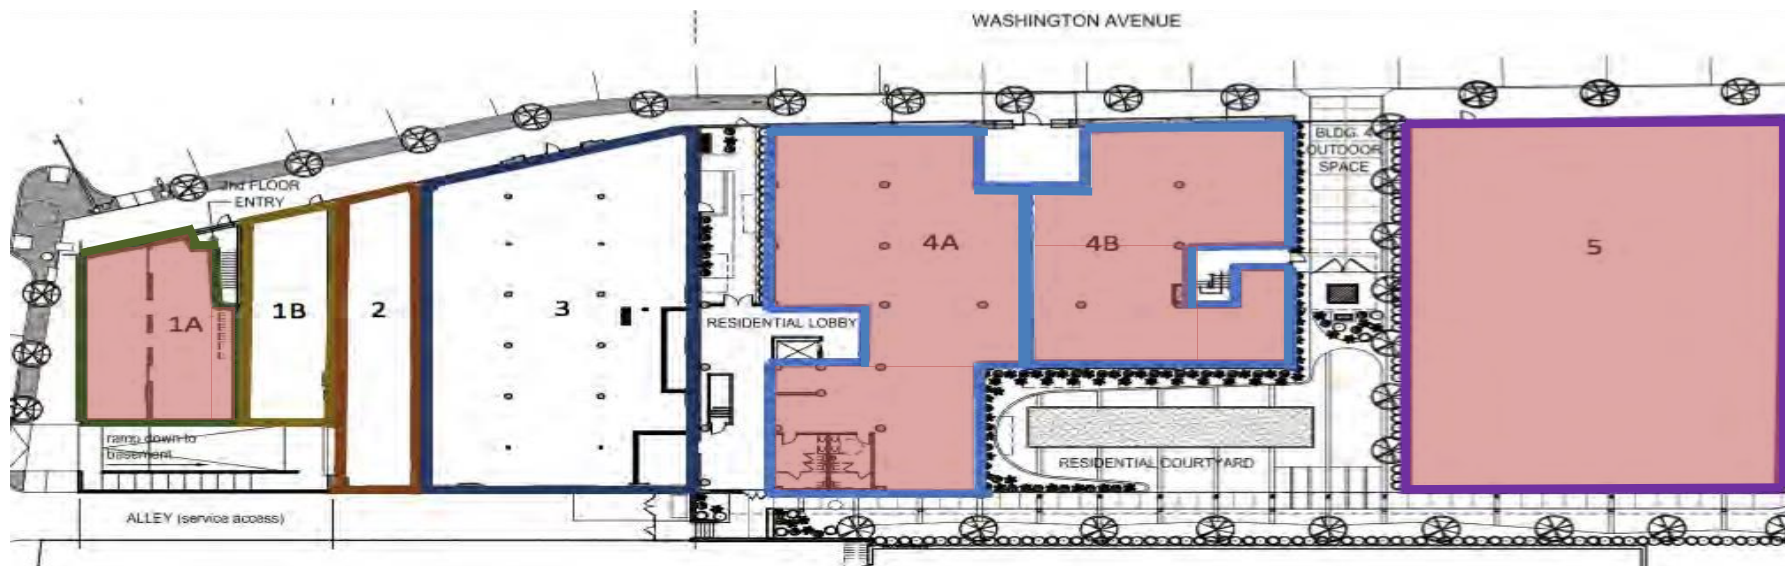 WASHINGTON AVENUE
BLDG. 4
OUTDOOR
SPACE
2nd FLOOR
ENTRY
1A
1B
2
3
4A
4B
5
RESIDENTIAL LOBBY
ramp down to
basement
RESIDENTIAL COURTYARD
ALLEY (service access)